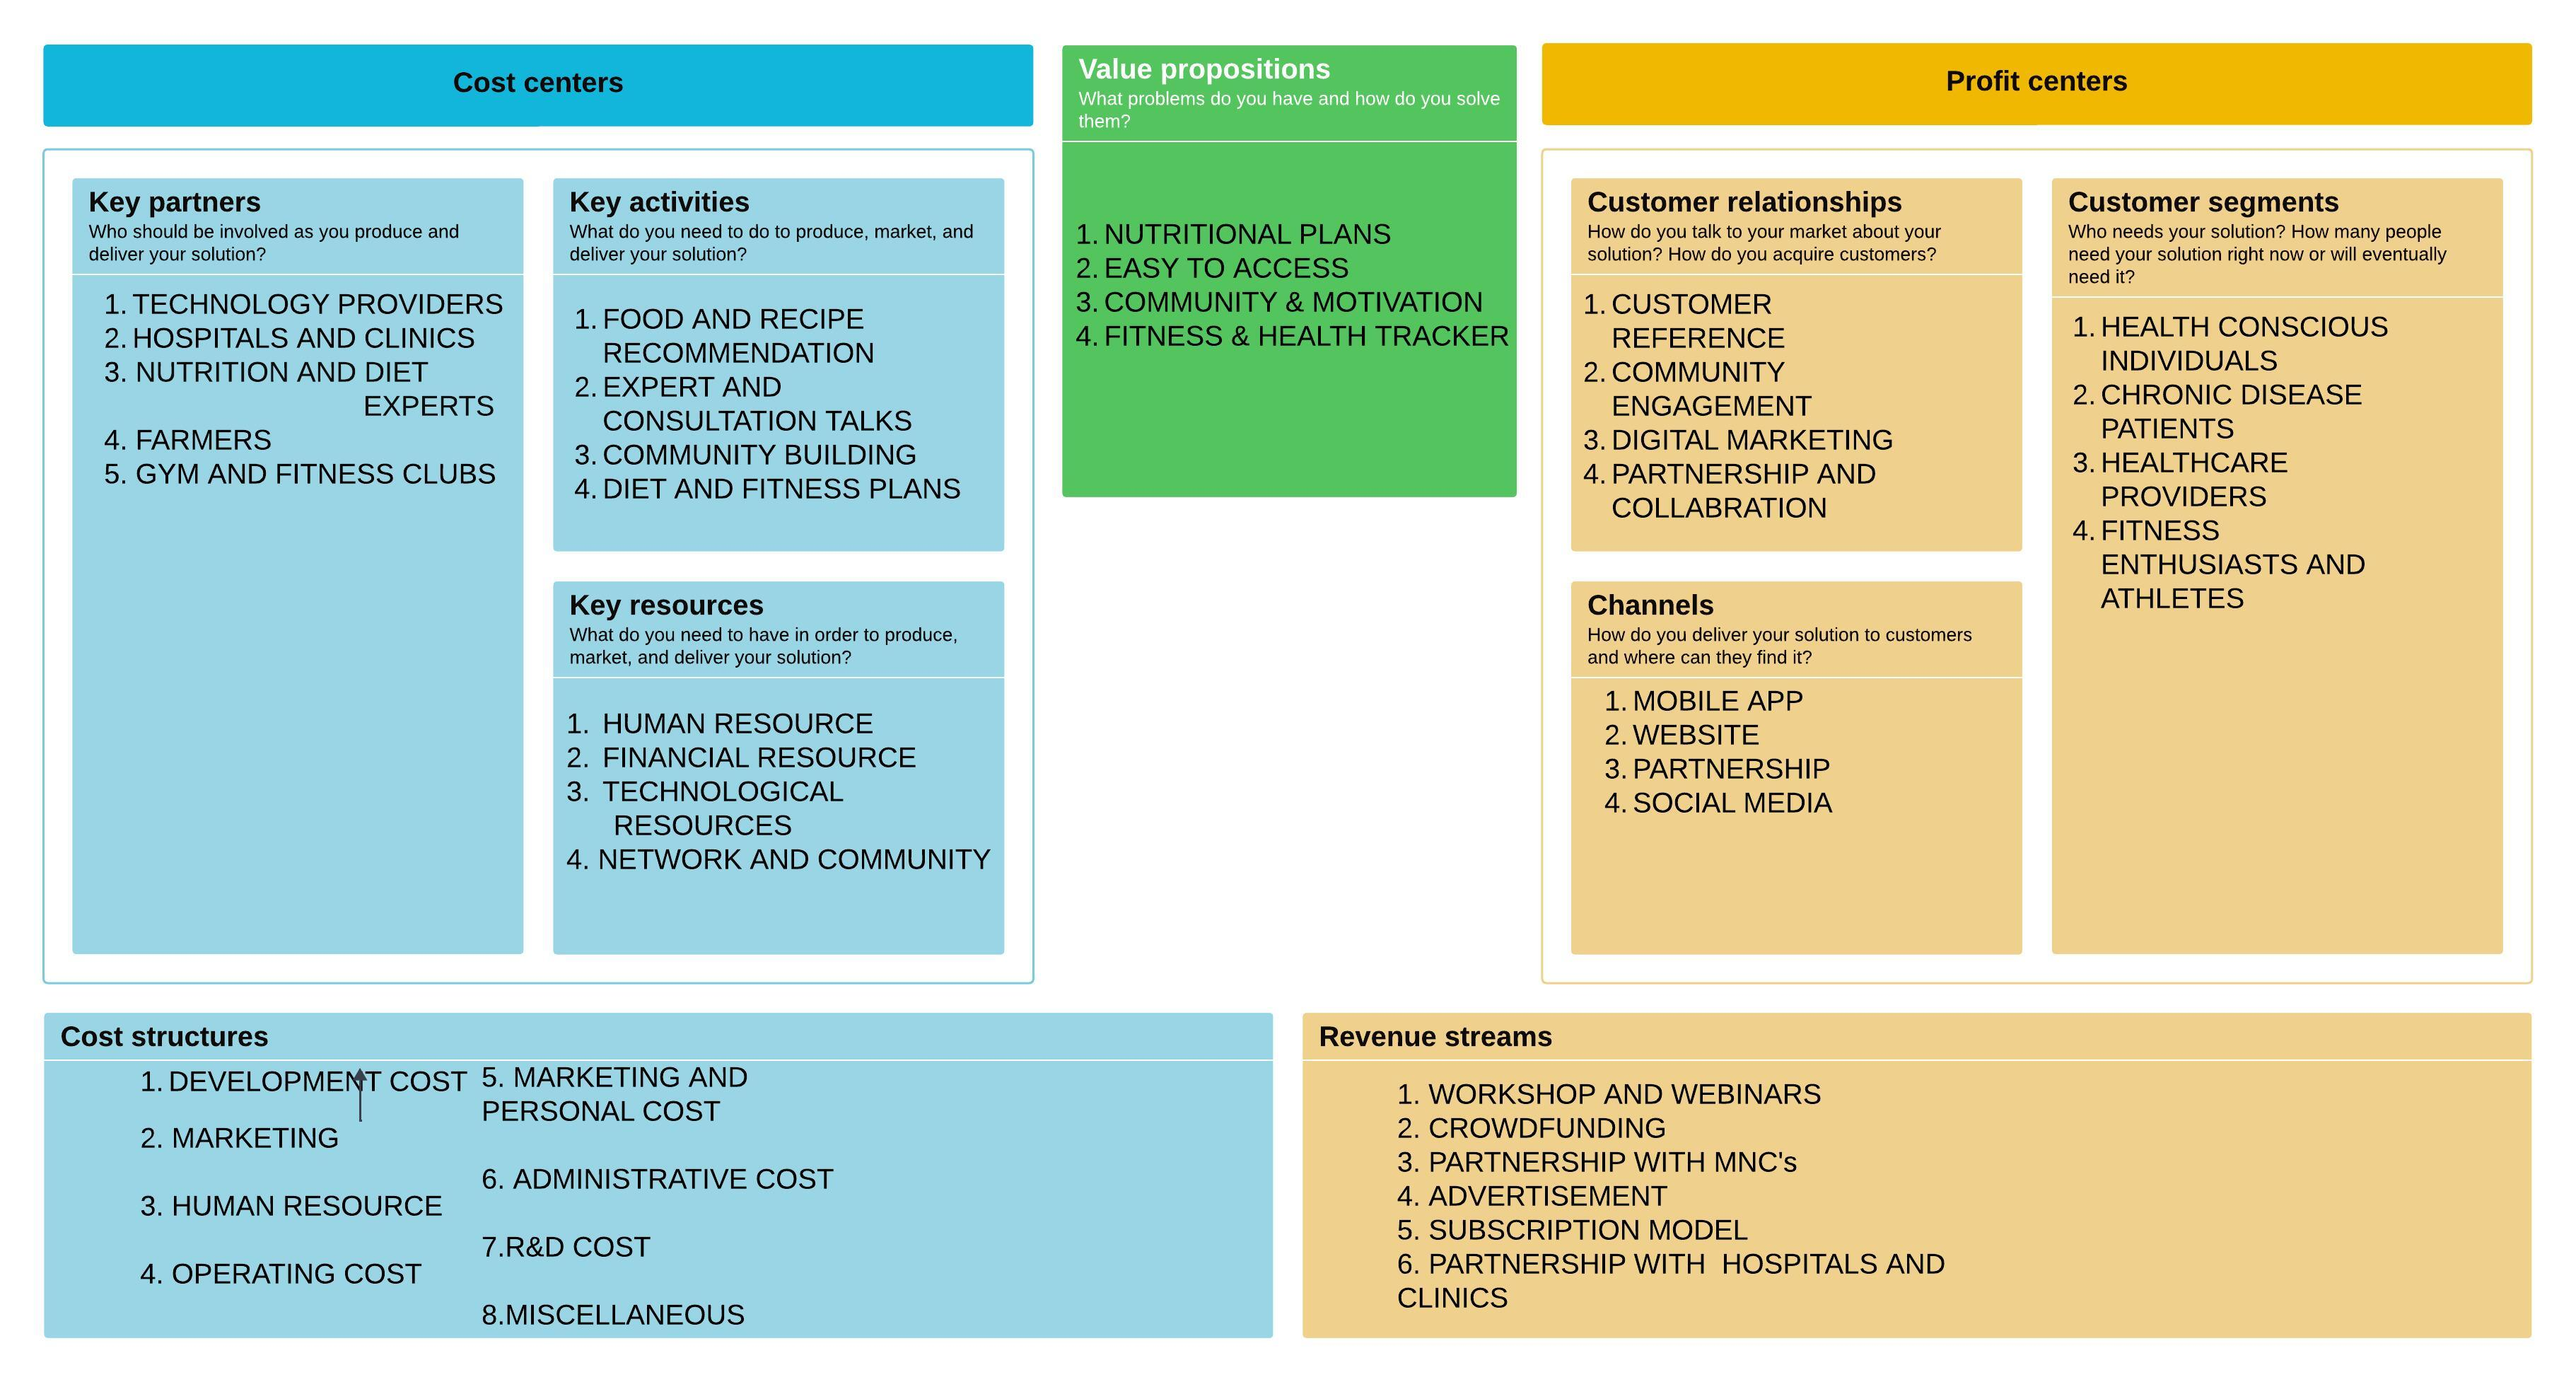 Cost centers
Key partners
Who should be involved as you produce and
deliver your solution?
1. TECHNOLOGY PROVIDERS
2. HOSPITALS AND CLINICS
3. NUTRITION AND DIET
EXPERTS
4. FARMERS
5. GYM AND FITNESS CLUBS
Key activities
What do you need to do to produce, market, and
deliver your solution?
1. FOOD AND RECIPE
RECOMMENDATION
2. EXPERT AND
CONSULTATION TALKS
3. COMMUNITY BUILDING
4. DIET AND FITNESS PLANS
Key resources
What do you need to have in order to produce,
market, and deliver your solution?
1. HUMAN RESOURCE
2. FINANCIAL RESOURCE
3. TECHNOLOGICAL
RESOURCES
4. NETWORK AND COMMUNITY
Value propositions
What problems do you have and how do you solve
them?
1. NUTRITIONAL PLANS
2. EASY TO ACCESS
3. COMMUNITY & MOTIVATION
4. FITNESS & HEALTH TRACKER
Profit centers
Customer relationships
How do you talk to your market about your
solution? How do you acquire customers?
1. CUSTOMER
REFERENCE
2. COMMUNITY
ENGAGEMENT
3. DIGITAL MARKETING
4. PARTNERSHIP AND
COLLABRATION
Channels
How do you deliver your solution to customers
and where can they find it?
1. MOBILE APP
2. WEBSITE
3. PARTNERSHIP
4. SOCIAL MEDIA
Customer segments
Who needs your solution? How many people
need your solution right now or will eventually
need it?
1. HEALTH CONSCIOUS
INDIVIDUALS
2. CHRONIC DISEASE
PATIENTS
3. HEALTHCARE
PROVIDERS
4. FITNESS
ENTHUSIASTS AND
ATHLETES
Cost structures
1. DEVELOPMENT COST
2. MARKETING
3. HUMAN RESOURCE
4. OPERATING COST
5. MARKETING AND
PERSONAL COST
6. ADMINISTRATIVE COST
7.R&D COST
8.MISCELLANEOUS
Revenue streams
1. WORKSHOP AND WEBINARS
2. CROWDFUNDING
3. PARTNERSHIP WITH MNC's
4. ADVERTISEMENT
5. SUBSCRIPTION MODEL
6. PARTNERSHIP WITH  HOSPITALS AND
CLINICS